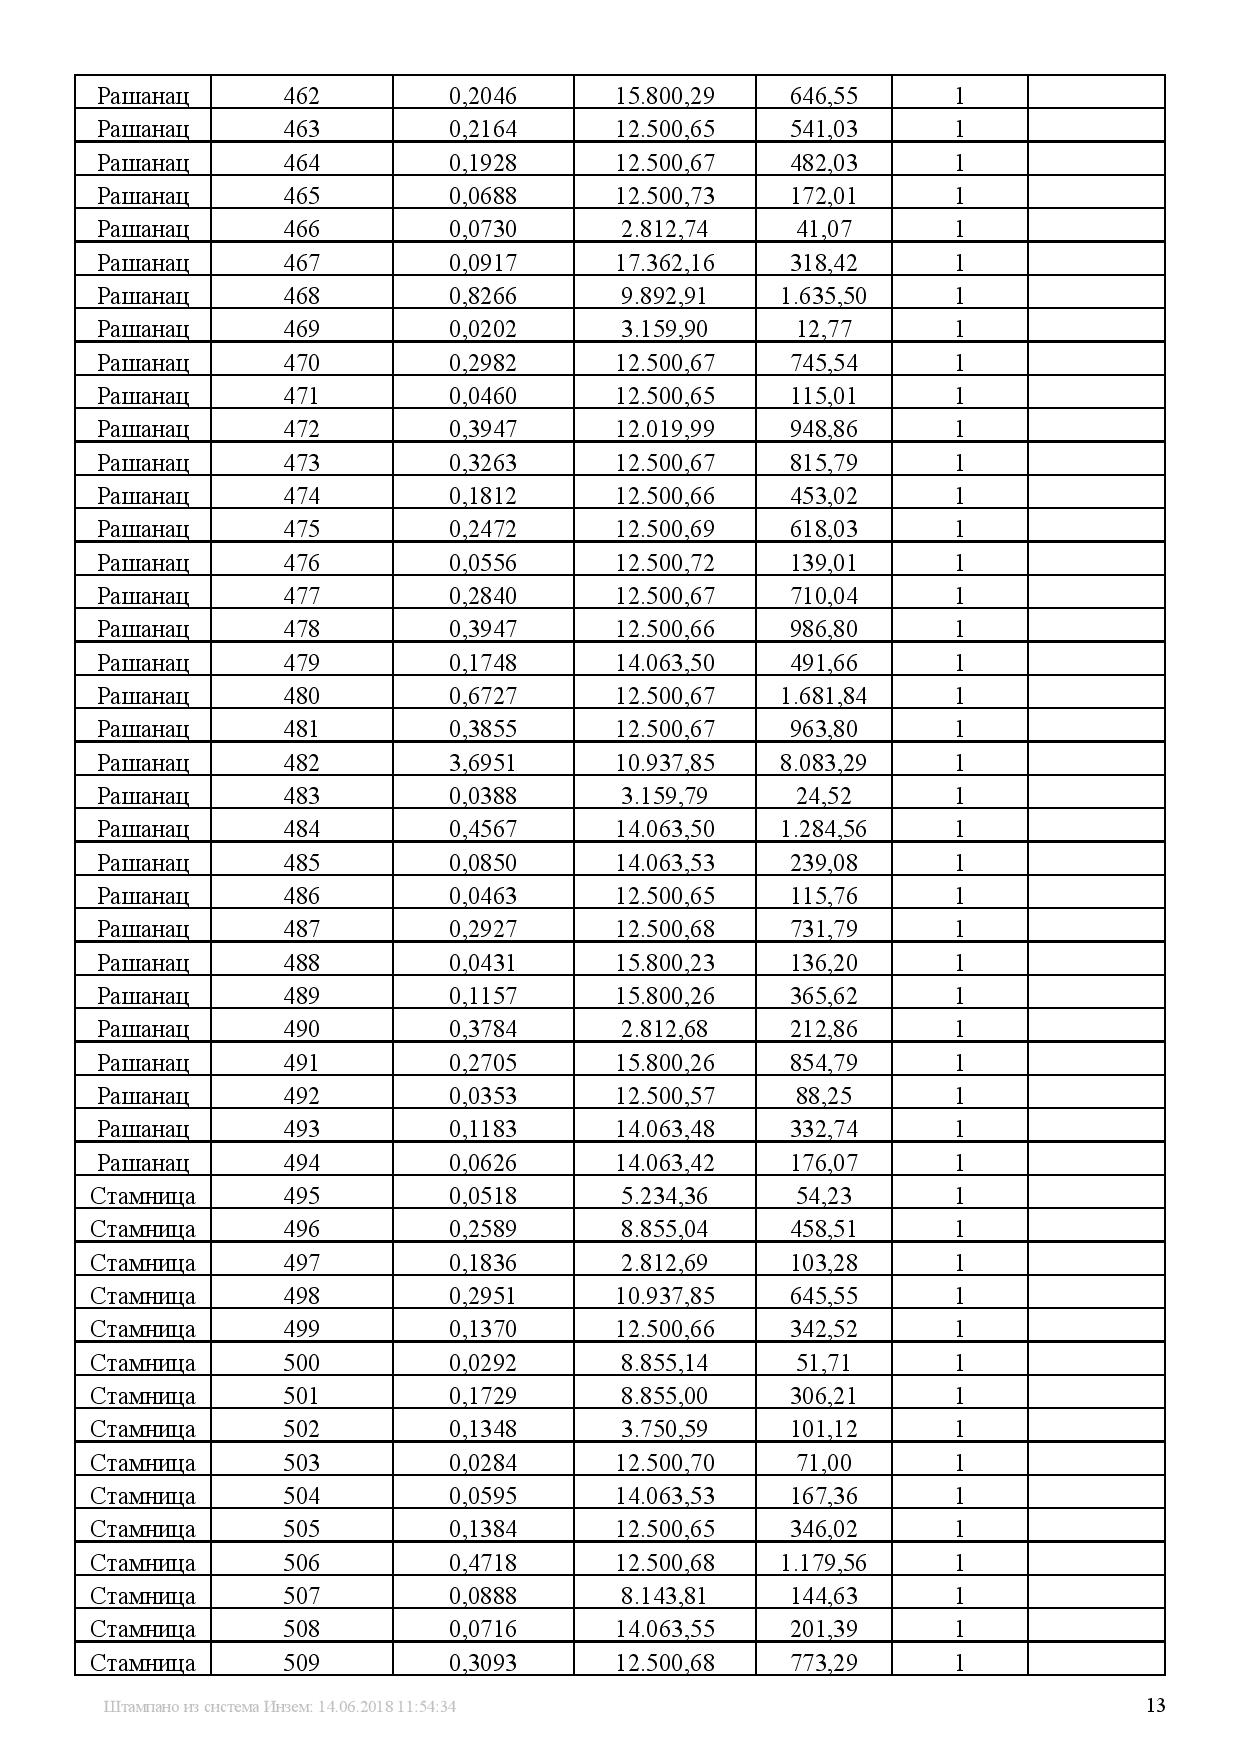 Рашанац 462 0,2046 15.800,29 646,55 1
Рашанац 463 0,2164 12.500,65 541,03 1
Рашанац 464 0,1928 12.500,67 482,03 1
Рашанац 465 0,0688 12.500,73 172,01 1
Рашанац 466 0,0730 2.812,74 41,07 1
Рашанац 467 0,0917 17.362,16 318,42 1
Рашанац 468 0,8266 9.892,91 1.635,50 1
Рашанац 469 0,0202 3.159,90 12,77 1
Рашанац 470 0,2982 12.500,67 745,54 1
Рашанац 471 0,0460 12.500,65 115,01 1
Рашанац 472 0,3947 12.019,99 948,86 1
Рашанац 473 0,3263 12.500,67 815,79 1
Рашанац 474 0,1812 12.500,66 453,02 1
Рашанац 475 0,2472 12.500,69 618,03 1
Рашанац 476 0,0556 12.500,72 139,01 1
Рашанац 477 0,2840 12.500,67 710,04 1
Рашанац 478 0,3947 12.500,66 986,80 1
Рашанац 479 0,1748 14.063,50 491,66 1
Рашанац 480 0,6727 12.500,67 1.681,84 1
Рашанац 481 0,3855 12.500,67 963,80 1
Рашанац 482 3,6951 10.937,85 8.083,29 1
Рашанац 483 0,0388 3.159,79 24,52 1
Рашанац 484 0,4567 14.063,50 1.284,56 1
Рашанац 485 0,0850 14.063,53 239,08 1
Рашанац 486 0,0463 12.500,65 115,76 1
Рашанац 487 0,2927 12.500,68 731,79 1
Рашанац 488 0,0431 15.800,23 136,20 1
Рашанац 489 0,1157 15.800,26 365,62 1
Рашанац 490 0,3784 2.812,68 212,86 1
Рашанац 491 0,2705 15.800,26 854,79 1
Рашанац 492 0,0353 12.500,57 88,25 1
Рашанац 493 0,1183 14.063,48 332,74 1
Рашанац 494 0,0626 14.063,42 176,07 1
Стамница 495 0,0518 5.234,36 54,23 1
Стамница 496 0,2589 8.855,04 458,51 1
Стамница 497 0,1836 2.812,69 103,28 1
Стамница 498 0,2951 10.937,85 645,55 1
Стамница 499 0,1370 12.500,66 342,52 1
Стамница 500 0,0292 8.855,14 51,71 1
Стамница 501 0,1729 8.855,00 306,21 1
Стамница 502 0,1348 3.750,59 101,12 1
Стамница 503 0,0284 12.500,70 71,00 1
Стамница 504 0,0595 14.063,53 167,36 1
Стамница 505 0,1384 12.500,65 346,02 1
Стамница 506 0,4718 12.500,68 1.179,56 1
Стамница 507 0,0888 8.143,81 144,63 1
Стамница 508 0,0716 14.063,55 201,39 1
Стамница 509 0,3093 12.500,68 773,29 1
Штампано из система Инзем: 14.06.2018 11:54:34 13